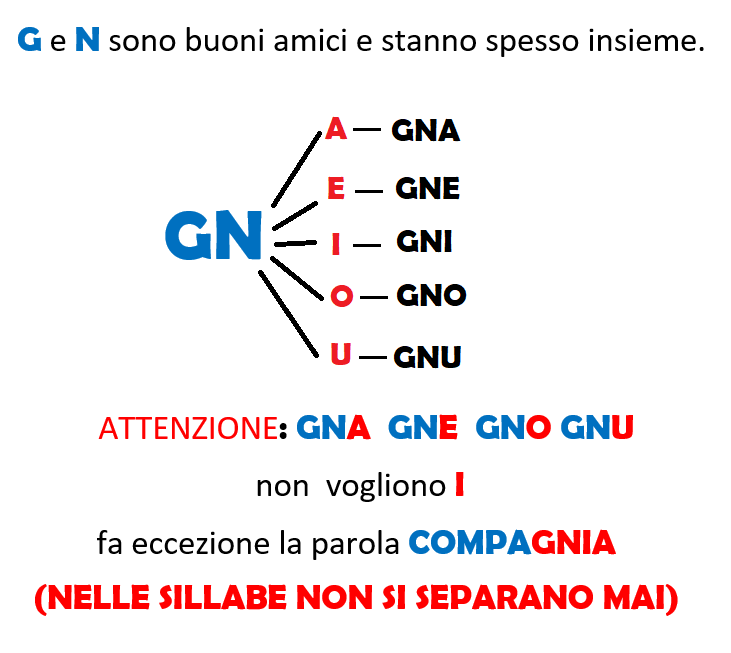 G e N sono buoni amici e stanno spesso insieme.
A — GNA
E — GNE
GN I — GNI
O — GNO
U — GNU
ATTENZIONE: GNA GNE GNO GNU
non vogliono I
fa eccezione la parola COMPAGNIA
(NELLE SILLABE NON SI SEPARANO MAI)